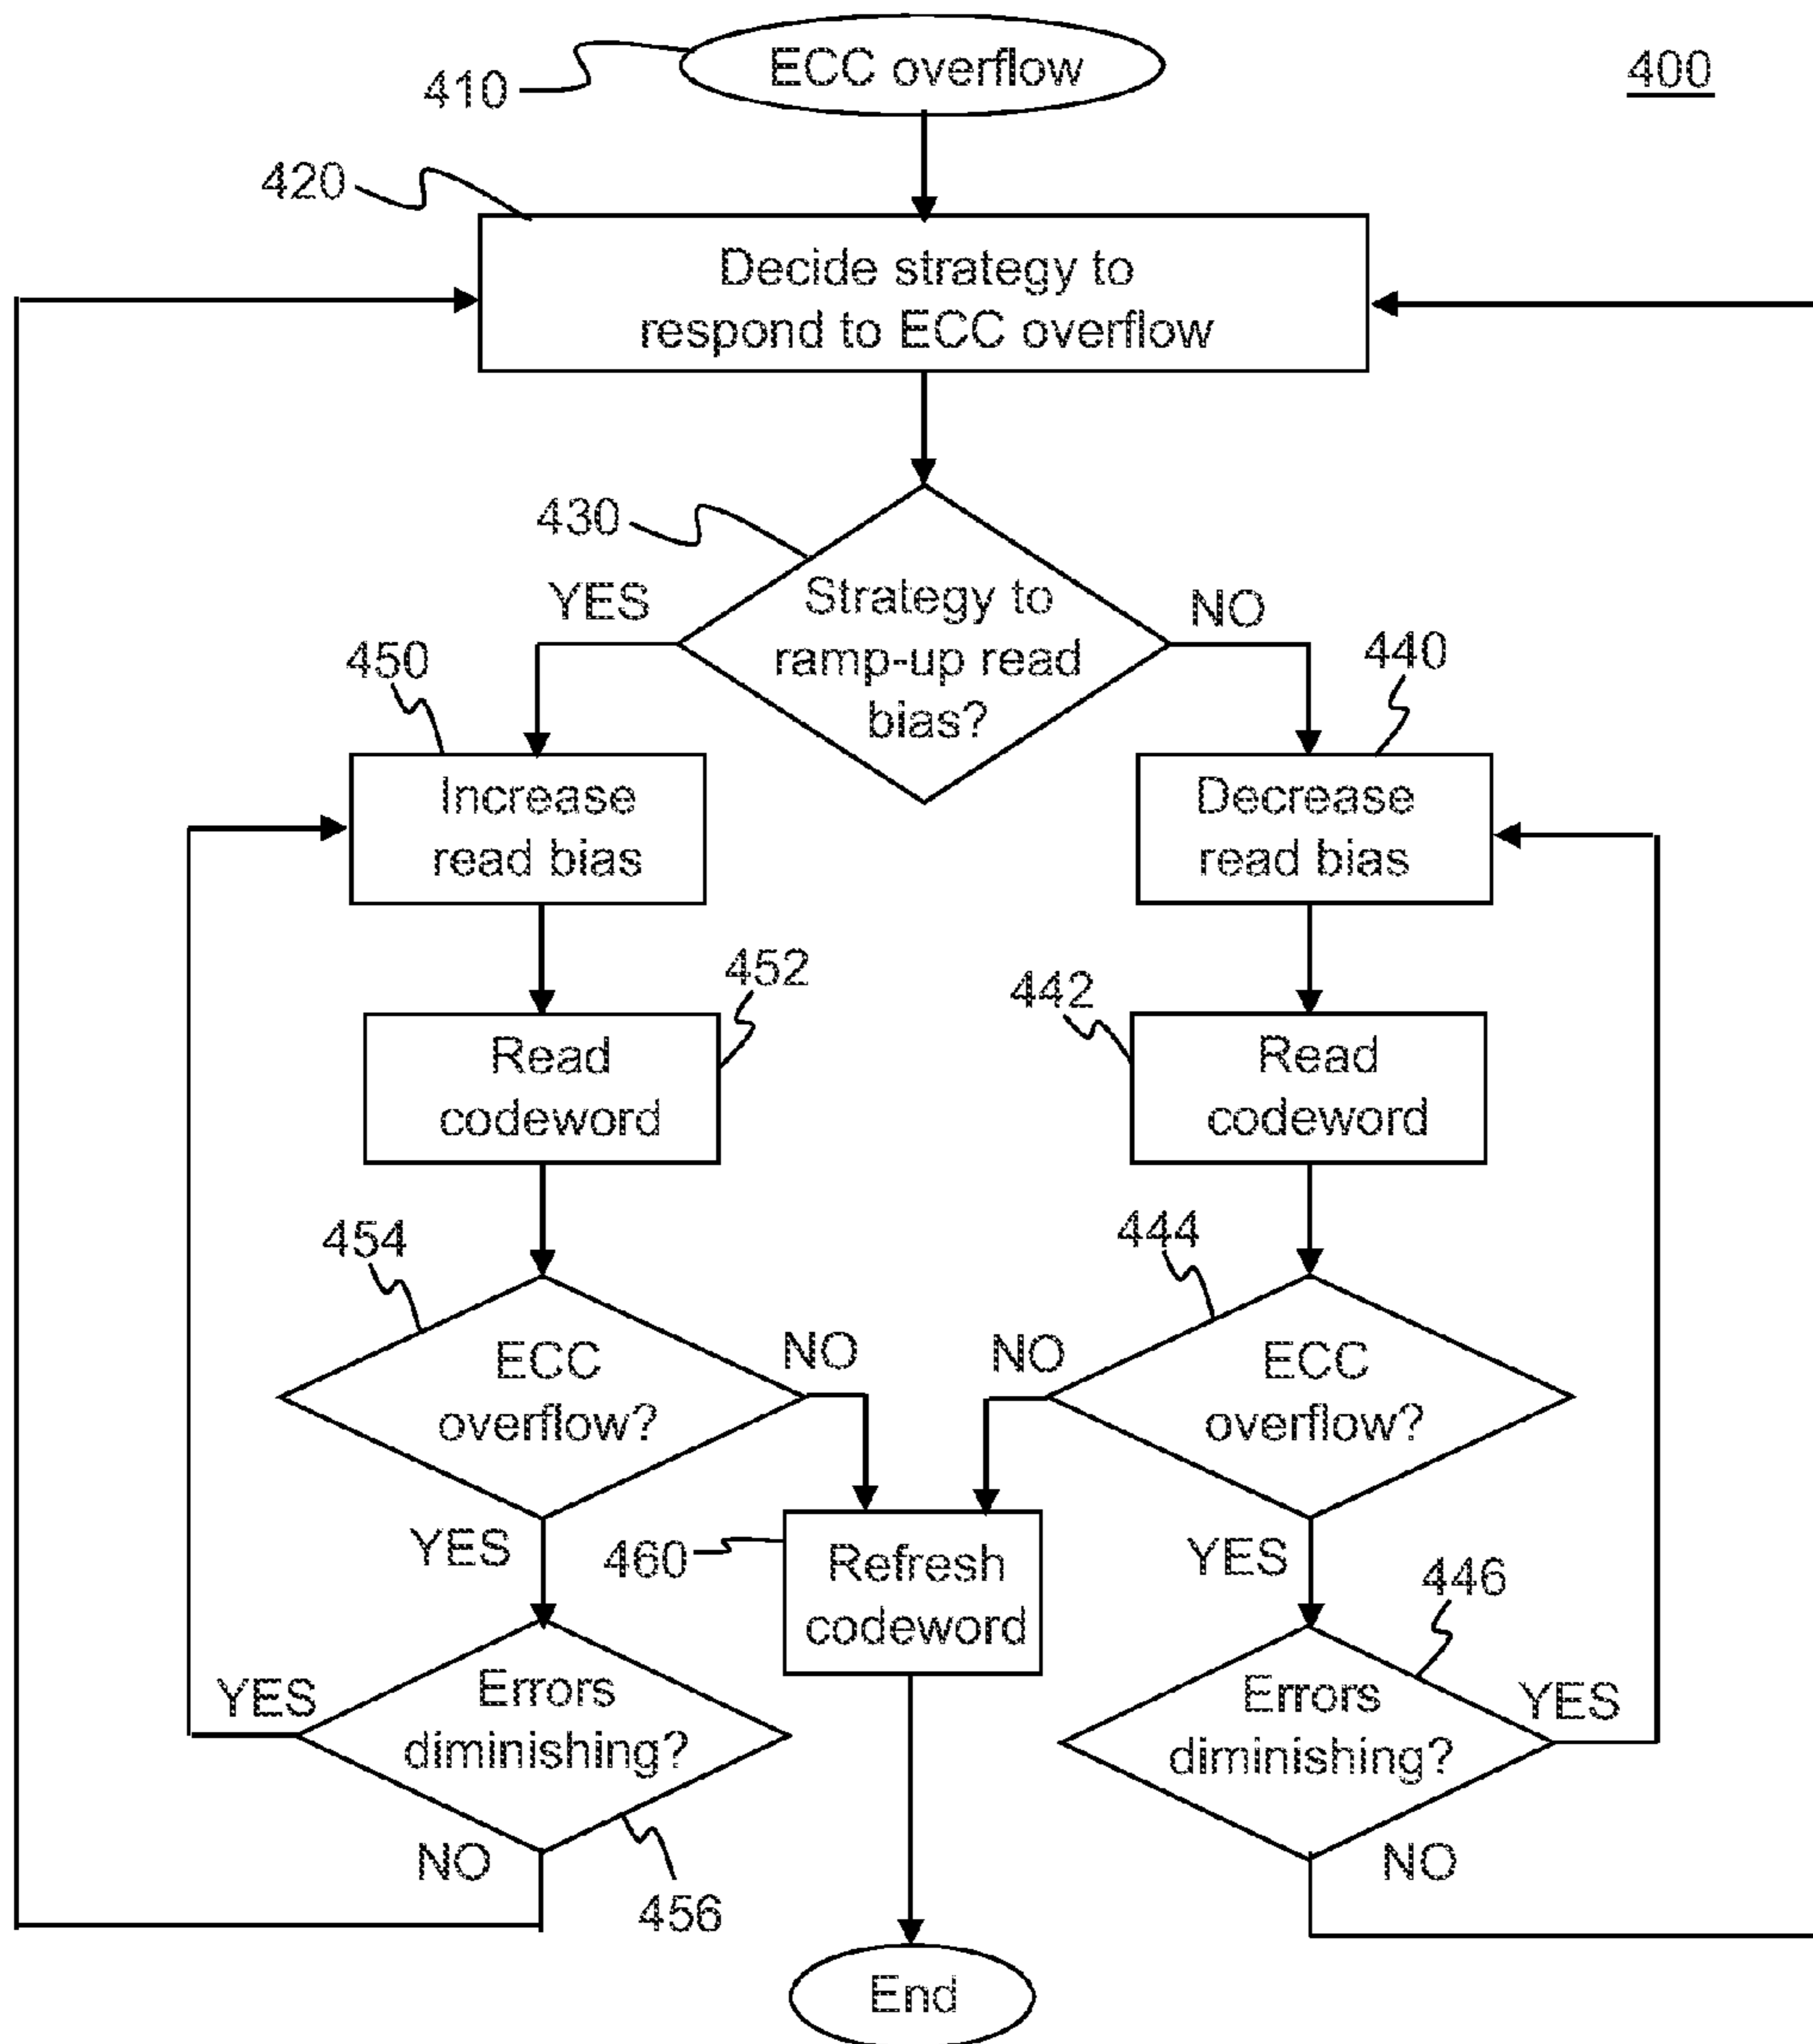 ECC overflow
400
410
420
Decide strategy to
respond to ECC overflow
430
YES
Strategy to
ramp-up read
bias?
NO
450
440
Increase
read bias
Decrease
read bias
452
442
Read
codeword
Read
codeword
454
444
ECC
overflow?
NO
NO
ECC
overflow?
YES
460
Refresh
codeword
YES
446
YES
Errors
diminishing?
Errors
diminishing?
YES
NO
456
NO
End